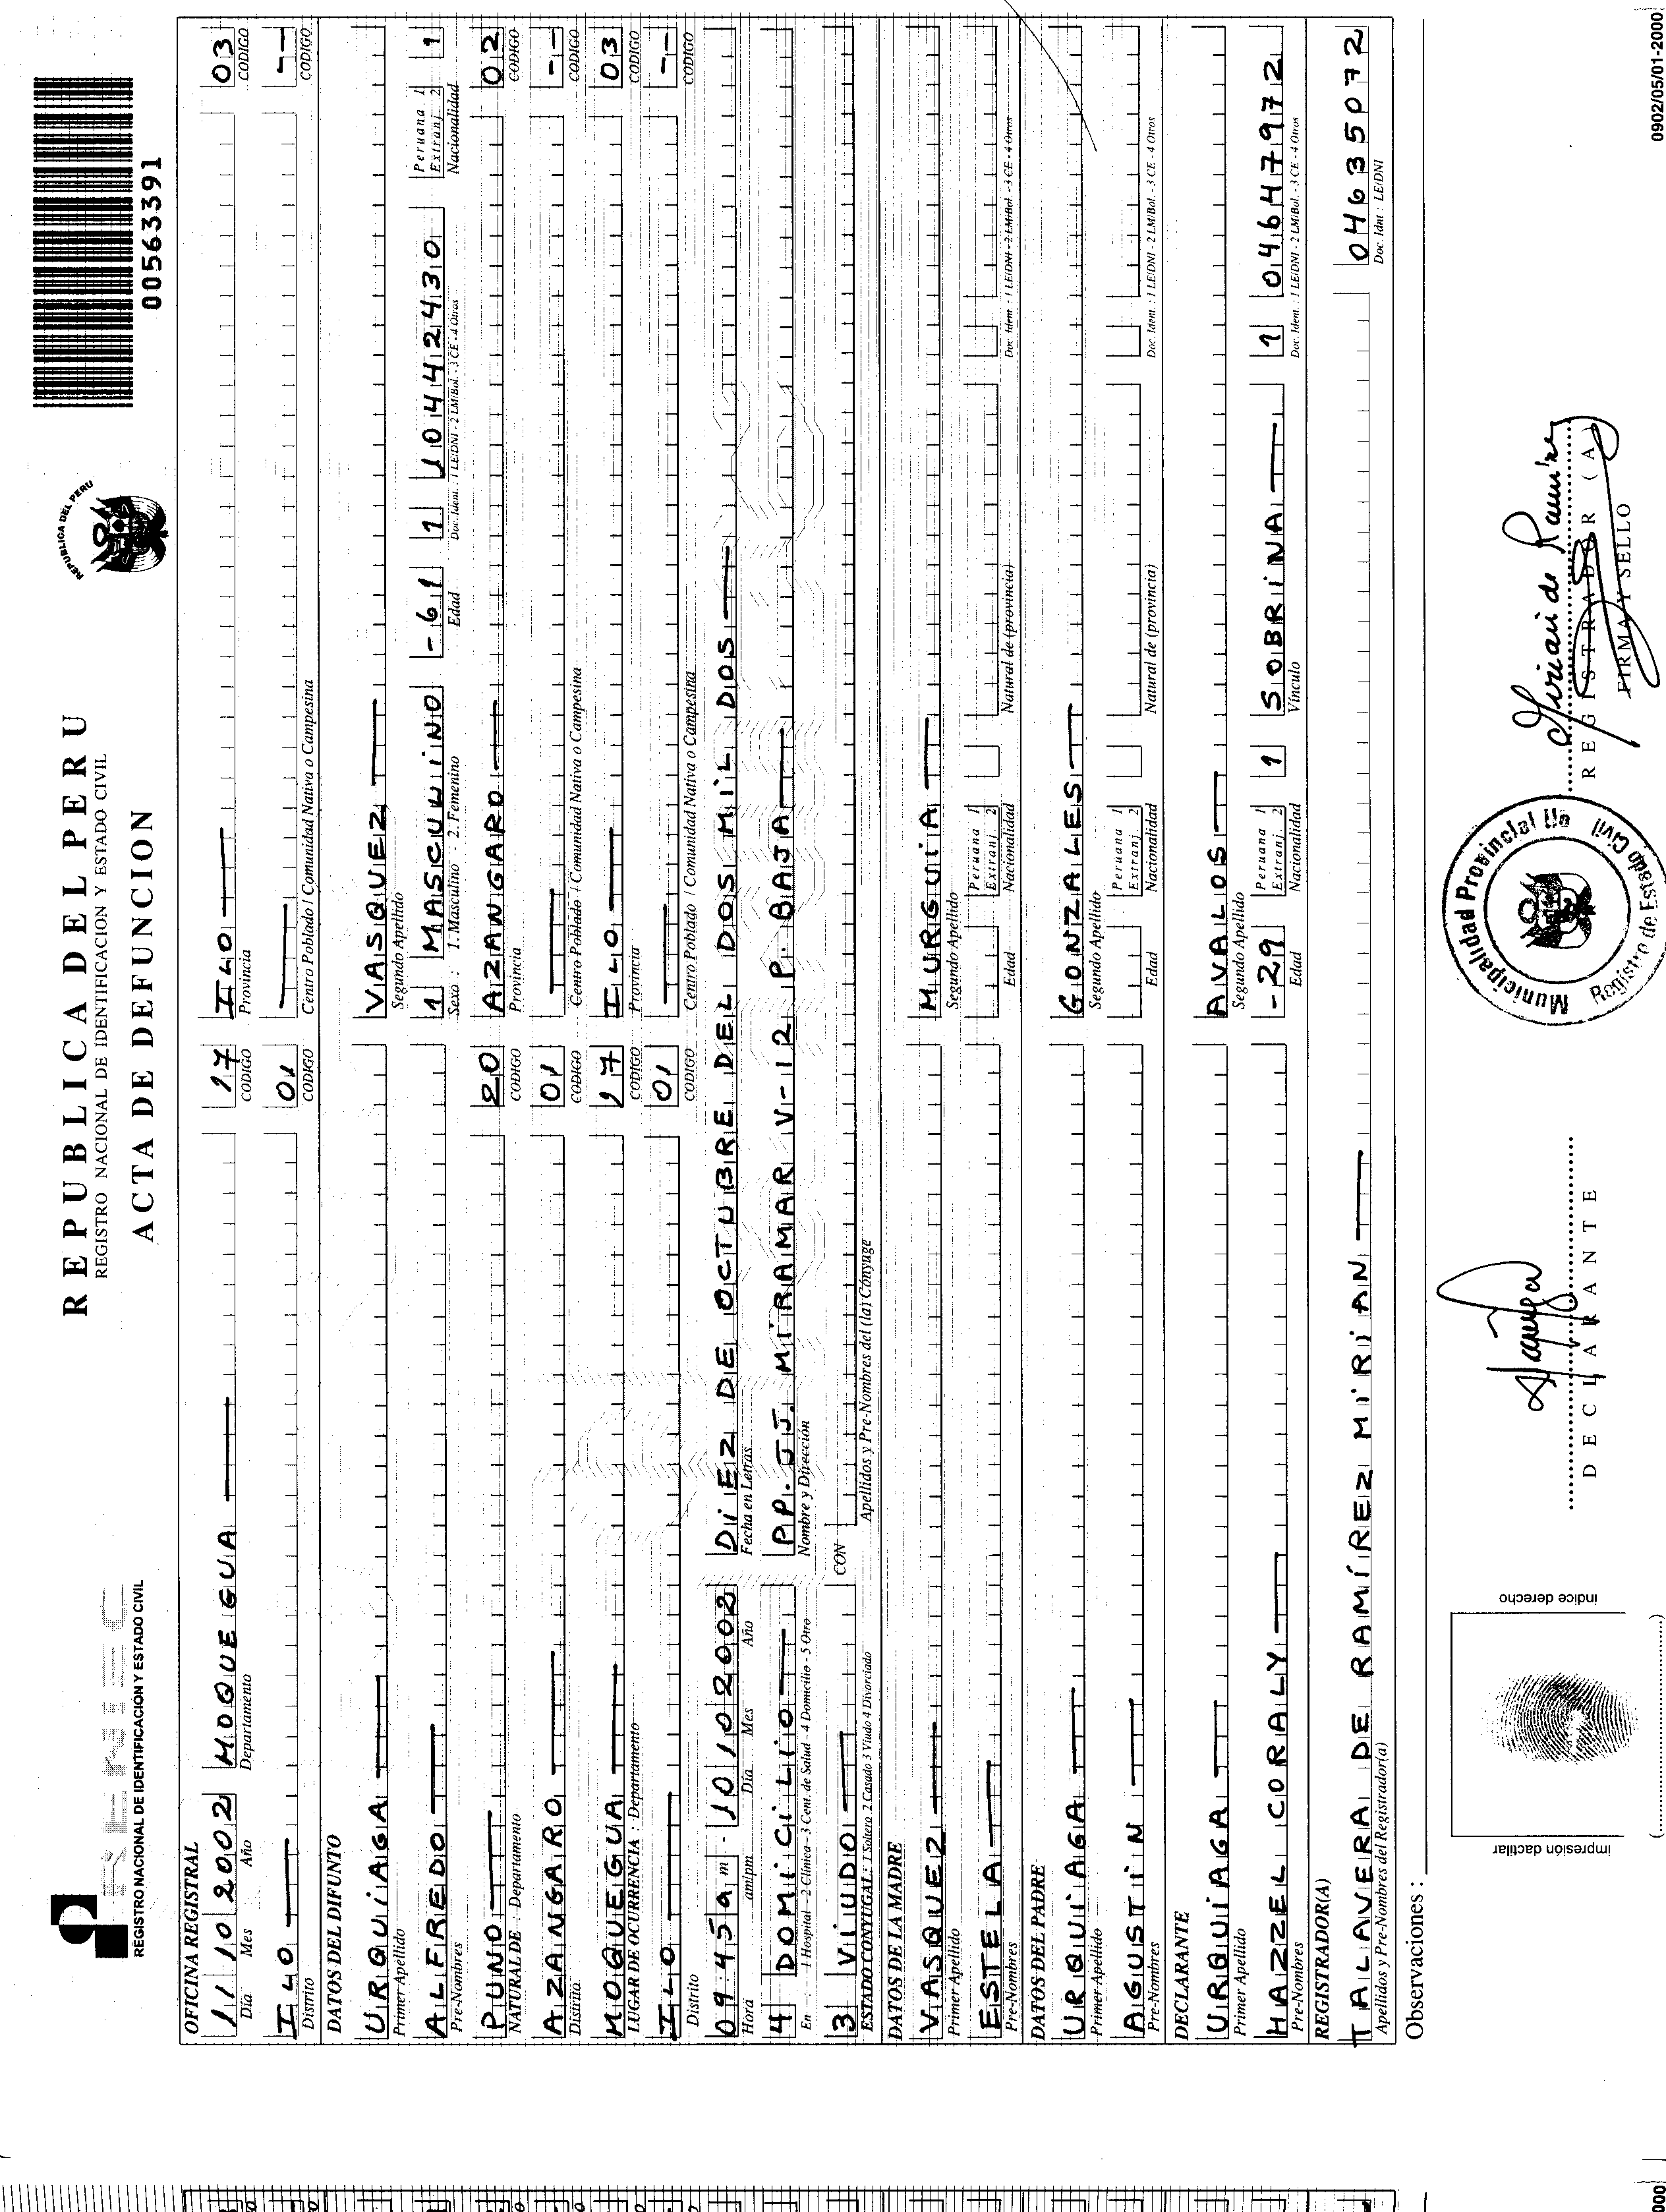 REPUBLICA DEL PERU
REGISTRO NACIONAL DE IDENTIFICACION Y ESTADO CIVIL
ACTA DE DEFUNCION
REGISTRO NACIONAL DE IDENTIFICACION Y ESTADO CIVIL
REPUBLICA DEL PERU
00563391
OFICINA REGISTRAL
11 10 2002 MOQUEGUA 17 ILO 03
Día Mes Año Departamento CODIGO Provincia CODIGO
ILO 01 --
Distrito CODIGO Centro Poblado / Comunidad Nativa o Campesina CODIGO
DATOS DEL DIFUNTO
URQUiAGA VASQUEZ
Primer Apellido Segundo Apellido
ALFREDO 1 MASCULiNO -61 1 10442430 Peruana 1 Extranj. 2 1
Pre-Nombres Sexo : 1. Masculino - 2. Femenino Edad Doc. Ident. 1 LE/DNI - 2 LM/Bol. - 3 CE - 4 Otros Nacionalidad
PUNO 20 AZANGARO 02
NATURAL DE : Departamento CODIGO Provincia CODIGO
AZANGARO 01 --
Distrito CODIGO Centro Poblado / Comunidad Nativa o Campesina CODIGO
MOQUEGUA 17 ILO 03
LUGAR DE OCURRENCIA : Departamento CODIGO Provincia CODIGO
ILO 01 --
Distrito CODIGO Centro Poblado / Comunidad Nativa o Campesina CODIGO
09 45 am 10 10 2002 DiEZ DE OCTUBRE DEL DOS MiL DOS
Hora am/pm Día Mes Año Fecha en Letras
4 DOMiCiLiO PP. JJ. MiRAMAR V-12 P. BAJA
En : 1 Hospital - 2 Clínica - 3 Cent. de Salud - 4 Domicilio - 5 Otro Nombre y Dirección
3 ViUDO CON
ESTADO CONYUGAL: 1 Soltero 2 Casado 3 Viudo 4 Divorciado Apellidos y Pre-Nombres del (la) Cónyuge
DATOS DE LA MADRE
VASQUEZ MURGUiA
Primer Apellido Segundo Apellido
ESTELA Peruana 1 Extranj. 2
Pre-Nombres Edad Nacionalidad Natural de (provincia) Doc. Ident. : 1 LE/DNI - 2 LM/Bol. - 3 CE - 4 Otros
DATOS DEL PADRE
URQUiAGA GONZALES
Primer Apellido Segundo Apellido
AGUSTiN Peruana 1 Extranj. 2
Pre-Nombres Edad Nacionalidad Natural de (provincia) Doc. Ident. : 1 LE/DNI - 2 LM/Bol. - 3 CE - 4 Otros
DECLARANTE
URQUiAGA AVALOS
Primer Apellido Segundo Apellido
HAZZEL CORALY -29 Peruana 1 Extranj. 2 1 SOBRiNA 1 04647972
Pre-Nombres Edad Nacionalidad Vínculo Doc. Ident. : 1 LE/DNI - 2 LM/Bol. - 3 CE - 4 Otros
REGISTRADOR(A)
TALAVERA DE RAMÍREZ MiRiAN 04635072
Apellidos y Pre-Nombres del Registrador(a) Doc. Idnt : LE/DNI
Observaciones :
impresión dactilar
índice derecho
DECLARANTE
Municipalidad Provincial Ilo
Registro de Estado Civil
REGISTRADOR (A)
FIRMA Y SELLO
0902/05/01-2000